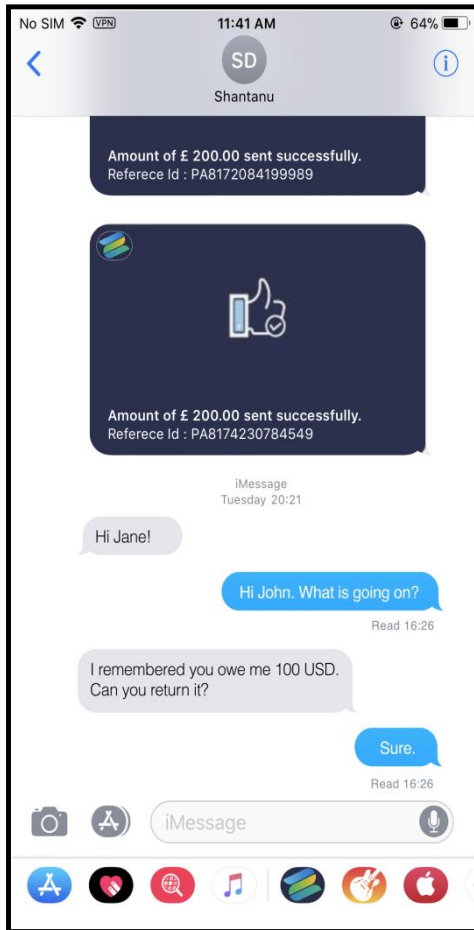 No SIM VPN 11:41 AM 64%
SD
Shantanu
Amount of £ 200.00 sent successfully.
Referece Id : PA8172084199989
Amount of £ 200.00 sent successfully.
Referece Id : PA8174230784549
iMessage
Tuesday 20:21
Hi Jane!
Hi John. What is going on?
Read 16:26
I remembered you owe me 100 USD.
Can you return it?
Sure.
Read 16:26
iMessage